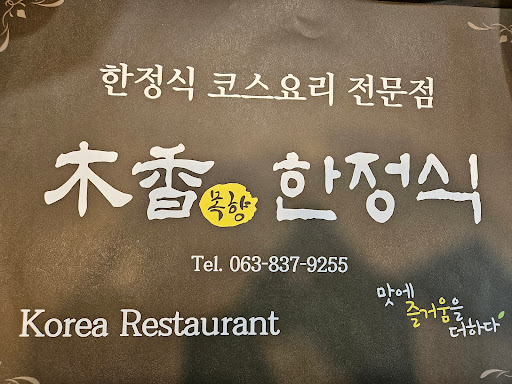 한정식 코스요리 전문점
木香 목향 한정식
Tel. 063-837-9255
Korea Restaurant
맛에
즐거움을
더하다